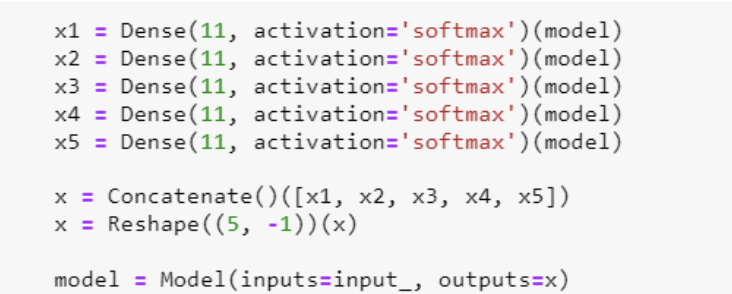 x1 = Dense(11, activation='softmax')(model)
x2 = Dense(11, activation='softmax')(model)
x3 = Dense(11, activation='softmax')(model)
x4 = Dense(11, activation='softmax')(model)
x5 = Dense(11, activation='softmax')(model)
x = Concatenate()([x1, x2, x3, x4, x5])
x = Reshape((5, -1))(x)
model = Model(inputs=input_, outputs=x)